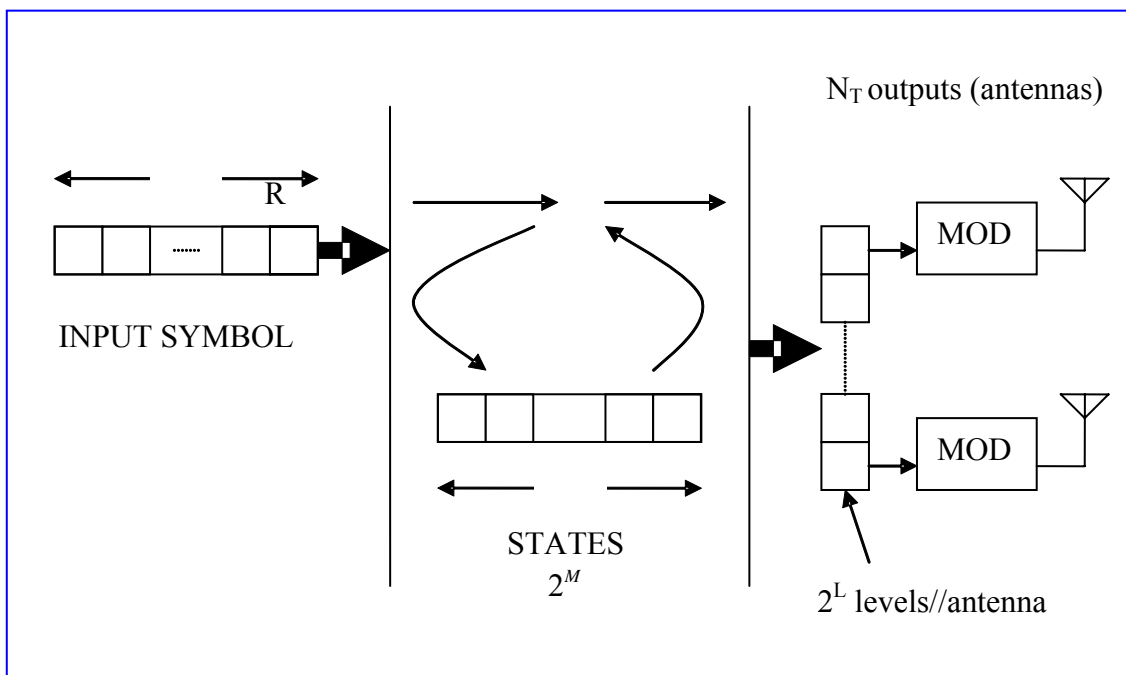 N_T outputs (antennas)
R
INPUT SYMBOL
.......
MOD
MOD
STATES
2^M
2^L levels//antenna